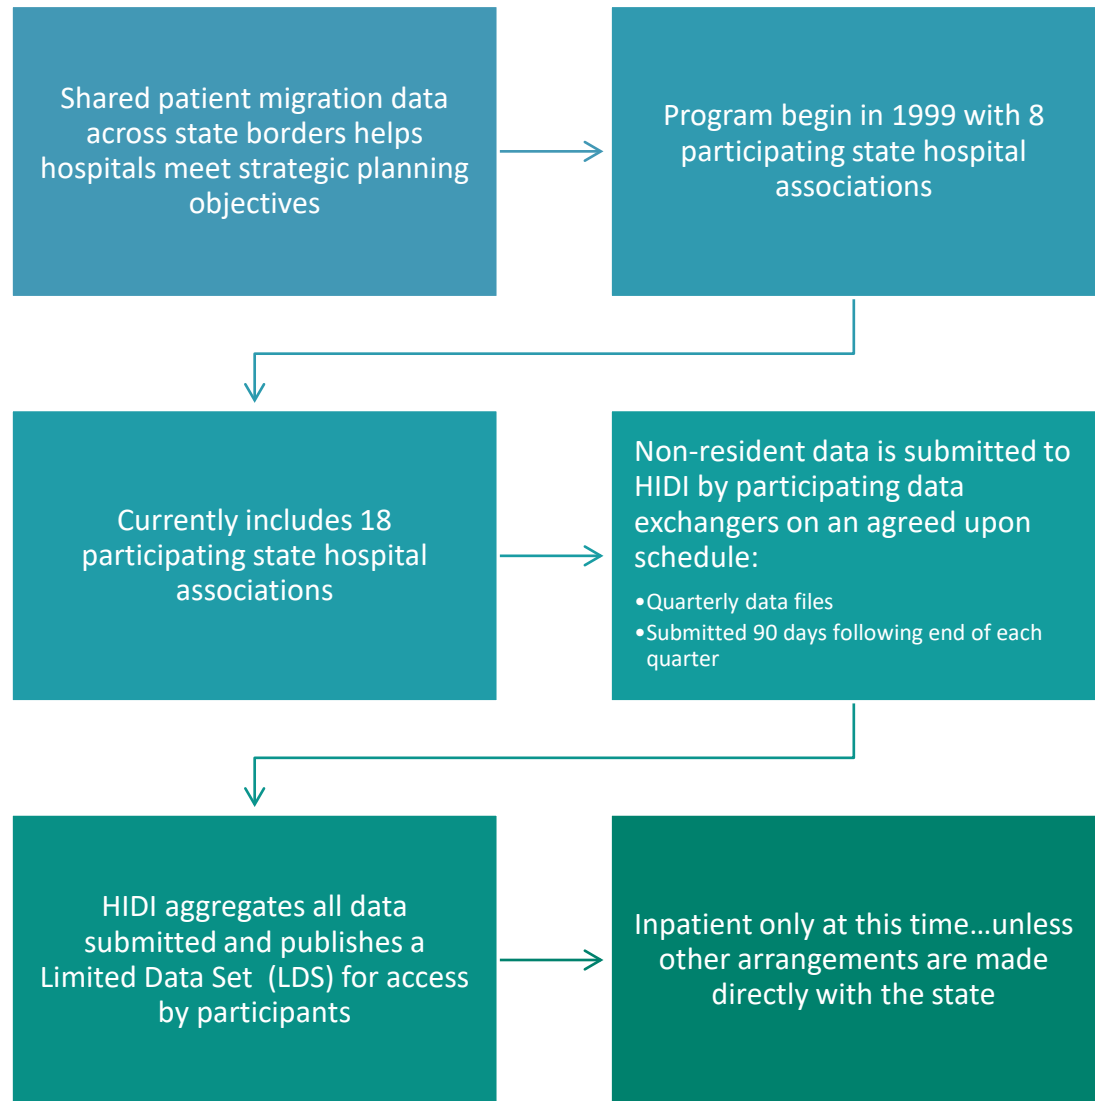 Shared patient migration data
across state borders helps
hospitals meet strategic planning
objectives
Program begin in 1999 with 8
participating state hospital
associations
Currently includes 18
participating state hospital
associations
Non-resident data is submitted to
HIDI by participating data
exchangers on an agreed upon
schedule:
•Quarterly data files
•Submitted 90 days following end of each
quarter
HIDI aggregates all data
submitted and publishes a
Limited Data Set  (LDS) for access
by participants
Inpatient only at this time…unless
other arrangements are made
directly with the state